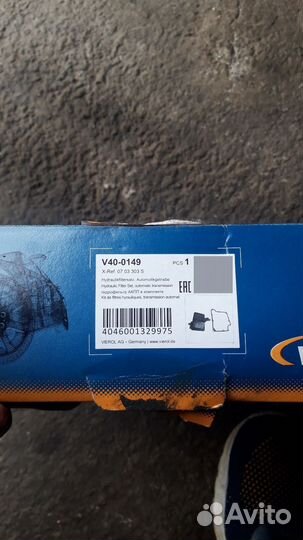 V40-0149
PCS 1
X-Ref. 07 03 303 S
Hydraulikfiltersatz, Automatikgetriebe
Hydraulic Filter Set, automatic transmission
гидрофильтр АКПП в комплекте
Kit de filtres hydrauliques, transmission automat.
EAC
4046001329975
VIEROL AG • Germany | www.vierol.de
Avito